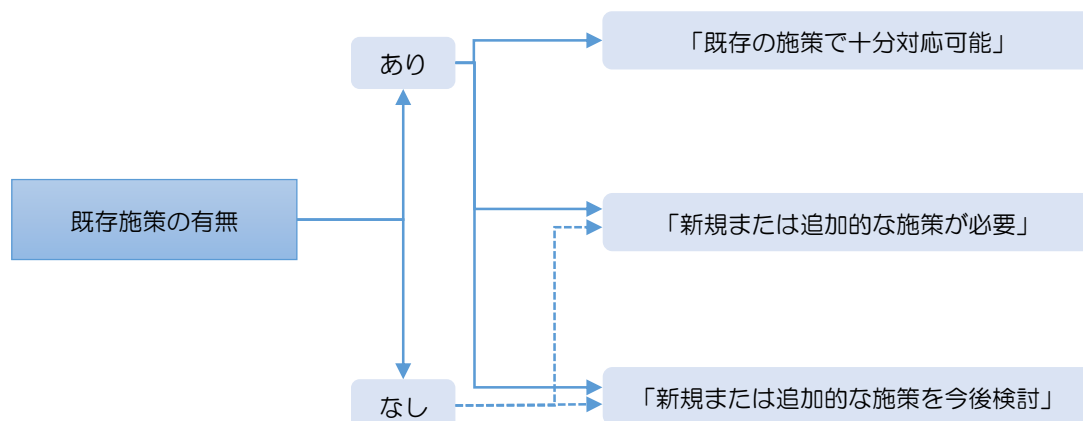 「既存の施策で十分対応可能」
あり
既存施策の有無
「新規または追加的な施策が必要」
なし
「新規または追加的な施策を今後検討」